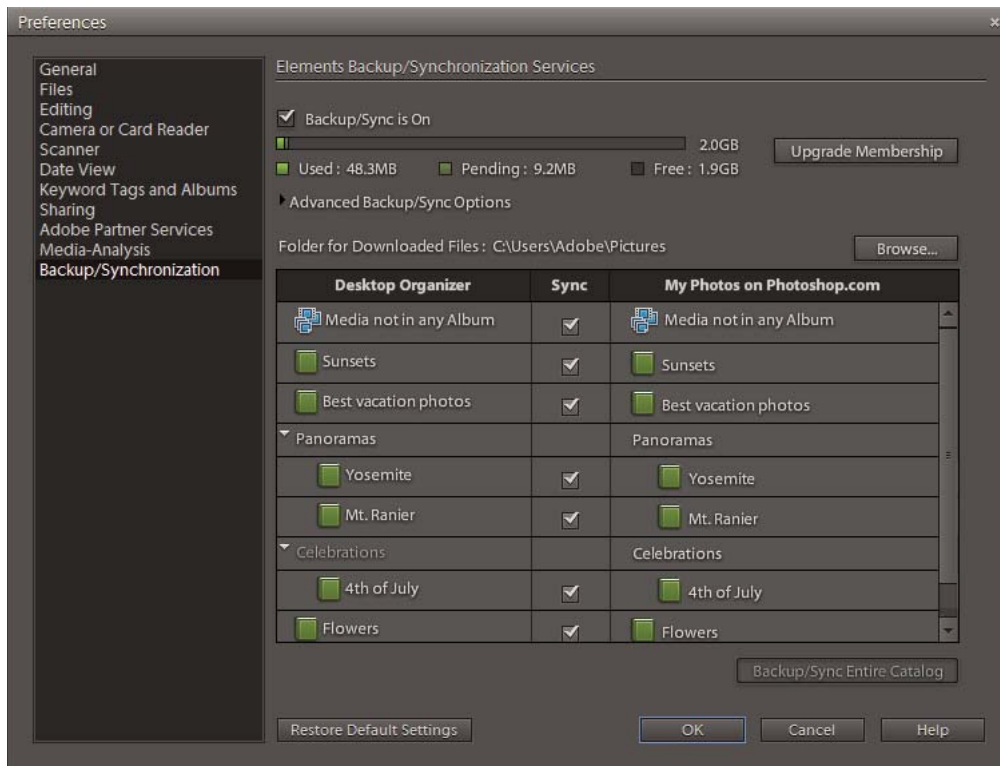 Preferences
General
Files
Editing
Camera or Card Reader
Scanner
Date View
Keyword Tags and Albums
Sharing
Adobe Partner Services
Media-Analysis
Backup/Synchronization
Elements Backup/Synchronization Services
Backup/Sync is On
2.0GB
Upgrade Membership
Used : 48.3MB Pending : 9.2MB Free : 1.9GB
Advanced Backup/Sync Options
Folder for Downloaded Files : C:\Users\Adobe\Pictures
Browse...
Desktop Organizer Sync My Photos on Photoshop.com
Media not in any Album Media not in any Album
Sunsets Sunsets
Best vacation photos Best vacation photos
Panoramas Panoramas
Yosemite Yosemite
Mt. Ranier Mt. Ranier
Celebrations Celebrations
4th of July 4th of July
Flowers Flowers
Backup/Sync Entire Catalog
Restore Default Settings OK Cancel Help